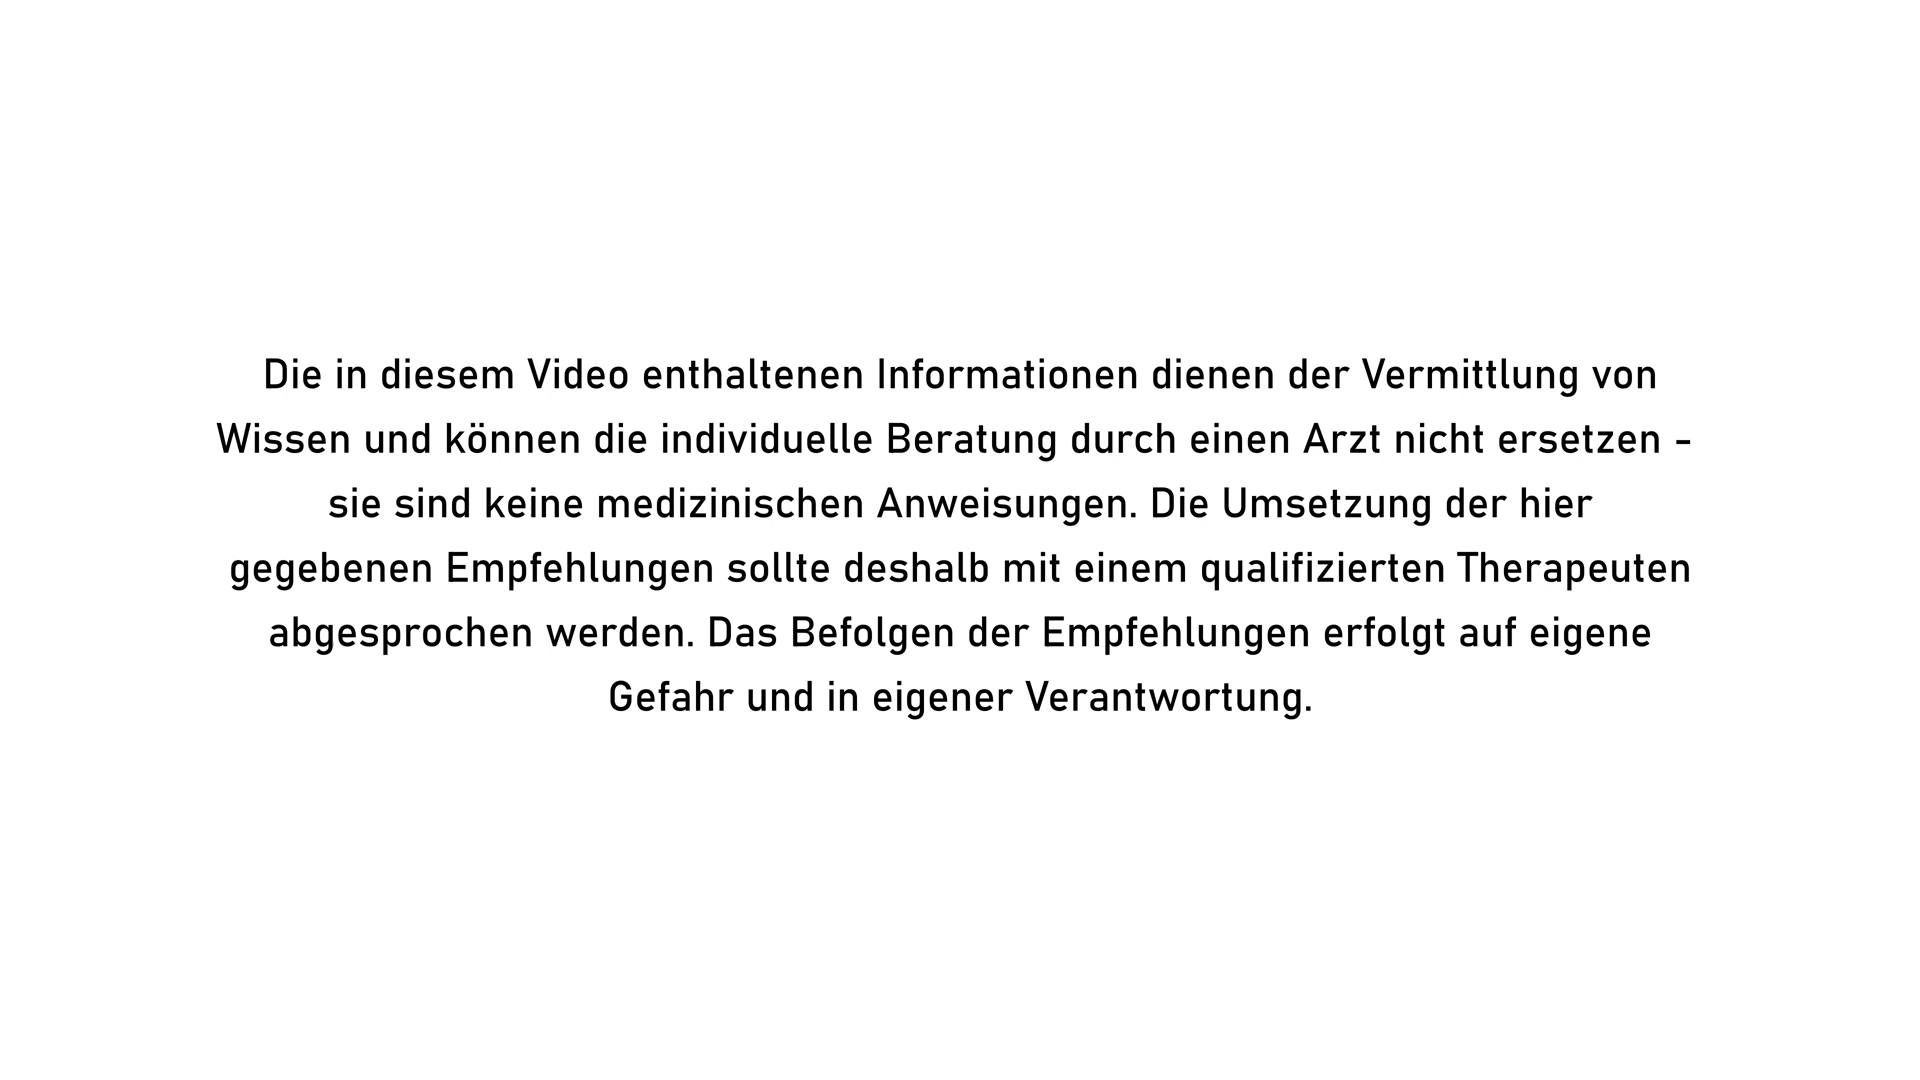 Die in diesem Video enthaltenen Informationen dienen der Vermittlung von
Wissen und können die individuelle Beratung durch einen Arzt nicht ersetzen -
sie sind keine medizinischen Anweisungen. Die Umsetzung der hier
gegebenen Empfehlungen sollte deshalb mit einem qualifizierten Therapeuten
abgesprochen werden. Das Befolgen der Empfehlungen erfolgt auf eigene
Gefahr und in eigener Verantwortung.